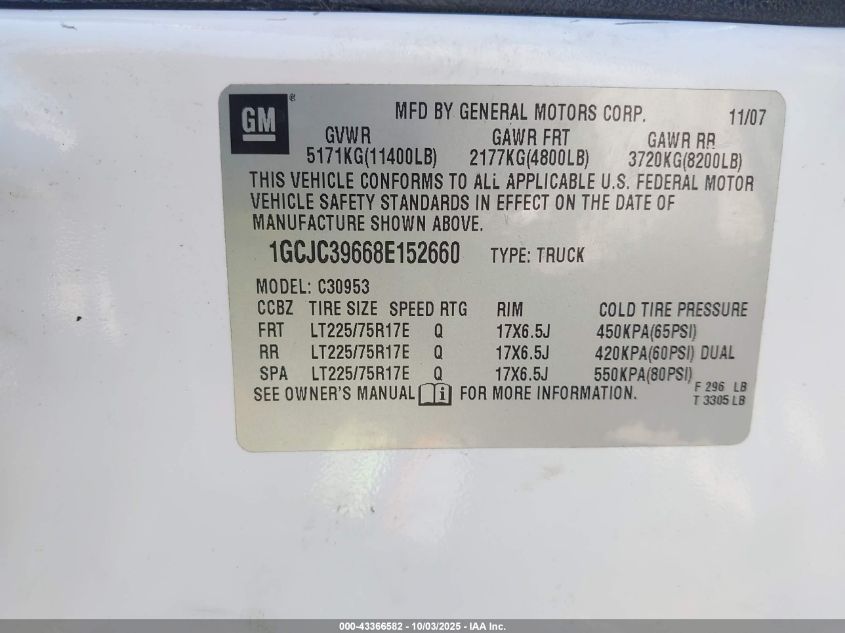 GM ®
MFD BY GENERAL MOTORS CORP. 11/07
GVWR GAWR FRT GAWR RR
5171KG(11400LB) 2177KG(4800LB) 3720KG(8200LB)
THIS VEHICLE CONFORMS TO ALL APPLICABLE U.S. FEDERAL MOTOR
VEHICLE SAFETY STANDARDS IN EFFECT ON THE DATE OF
MANUFACTURE SHOWN ABOVE.
1GCJC39668E152660 TYPE: TRUCK
MODEL: C30953
CCBZ TIRE SIZE SPEED RTG RIM COLD TIRE PRESSURE
FRT LT225/75R17E Q 17X6.5J 450KPA(65PSI)
RR LT225/75R17E Q 17X6.5J 420KPA(60PSI) DUAL
SPA LT225/75R17E Q 17X6.5J 550KPA(80PSI)
SEE OWNER'S MANUAL i FOR MORE INFORMATION.
F 296 LB
T 3305 LB
000-43366582 - 10/03/2025 - IAA Inc.